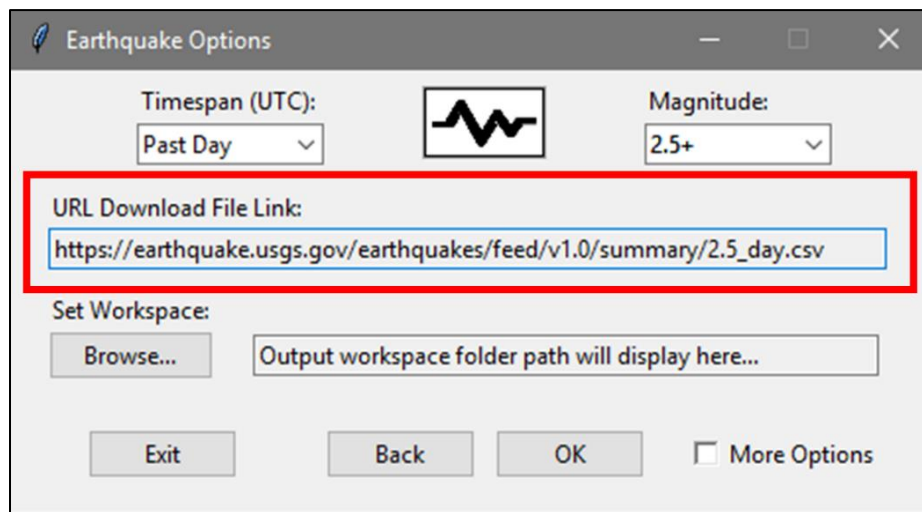 Earthquake Options
Timespan (UTC):
Magnitude:
Past Day
2.5+
URL Download File Link:
https://earthquake.usgs.gov/earthquakes/feed/v1.0/summary/2.5_day.csv
Set Workspace:
Browse...
Output workspace folder path will display here...
Exit
Back
OK
More Options